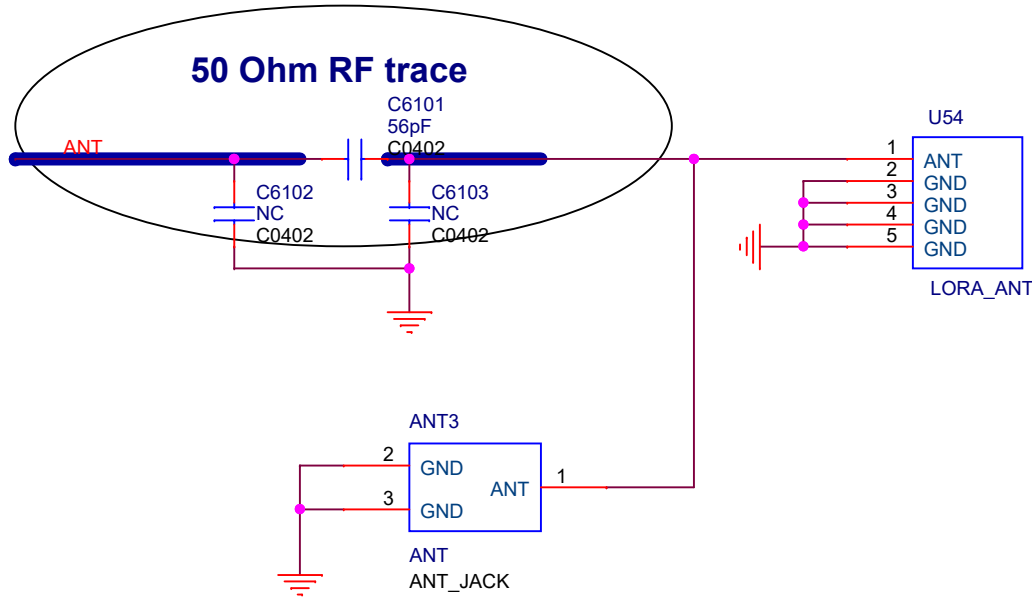 50 Ohm RF trace
C6101
56pF
C0402
ANT
C6102
NC
C0402
C6103
NC
C0402
U54
1
ANT
2
GND
3
GND
4
GND
5
GND
LORA_ANT
ANT3
2
GND
ANT
1
3
GND
ANT
ANT_JACK